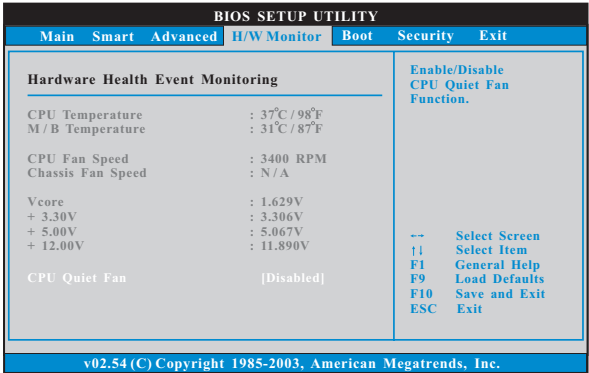 BIOS SETUP UTILITY
Main Smart Advanced H/W Monitor Boot Security Exit
Hardware Health Event Monitoring
CPU Temperature : 37°C / 98°F
M / B Temperature : 31°C / 87°F
CPU Fan Speed : 3400 RPM
Chassis Fan Speed : N / A
Vcore : 1.629V
+ 3.30V : 3.306V
+ 5.00V : 5.067V
+ 12.00V : 11.890V
CPU Quiet Fan [Disabled]
Enable/Disable
CPU Quiet Fan
Function.
←→ Select Screen
↑↓ Select Item
F1 General Help
F9 Load Defaults
F10 Save and Exit
ESC Exit
v02.54 (C) Copyright 1985-2003, American Megatrends, Inc.